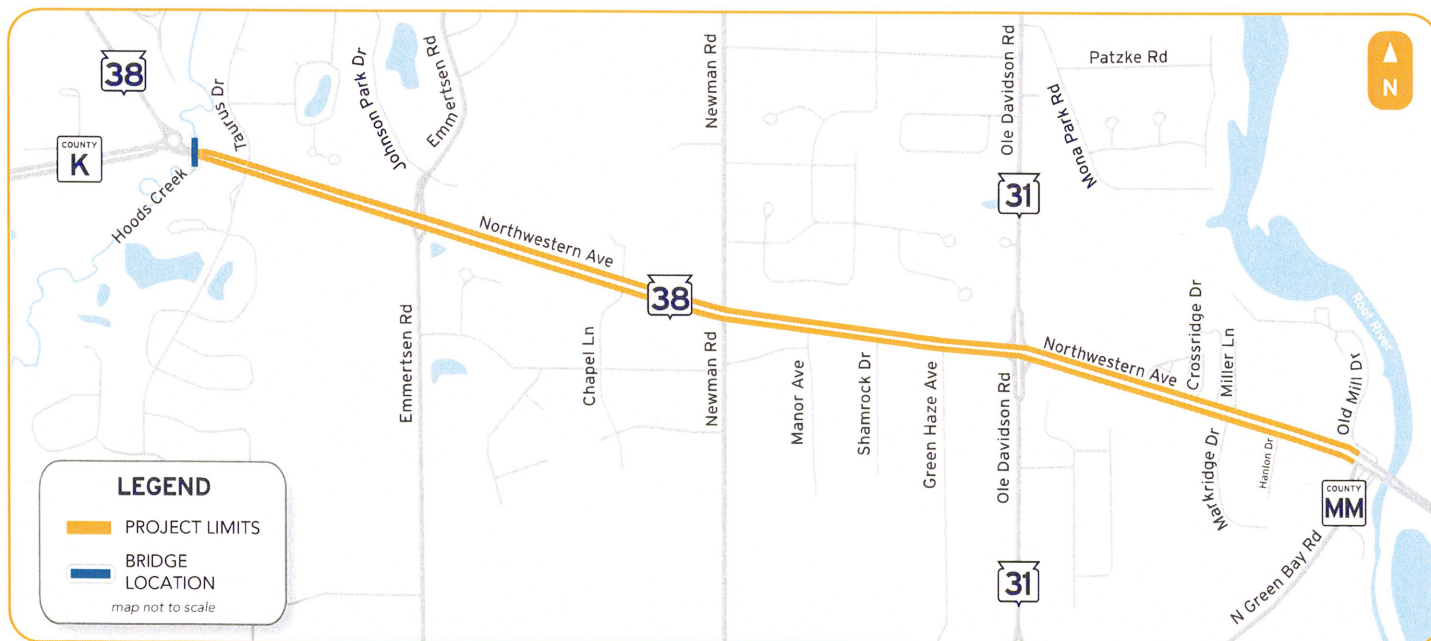 38
COUNTY
K
Hoods Creek
Taurus Dr
Johnson Park Dr
Emmertsen Rd
Newman Rd
Ole Davidson Rd
Patzke Rd
Mona Park Rd
N
31
Northwestern Ave
38
Emmertsen Rd
Chapel Ln
Newman Rd
Manor Ave
Shamrock Dr
Green Haze Ave
Ole Davidson Rd
Northwestern Ave
Crossridge Dr
Miller Ln
Markridge Dr
Hanlon Dr
Old Mill Dr
Root River
COUNTY
MM
N Green Bay Rd
31
LEGEND
PROJECT LIMITS
BRIDGE
LOCATION
map not to scale